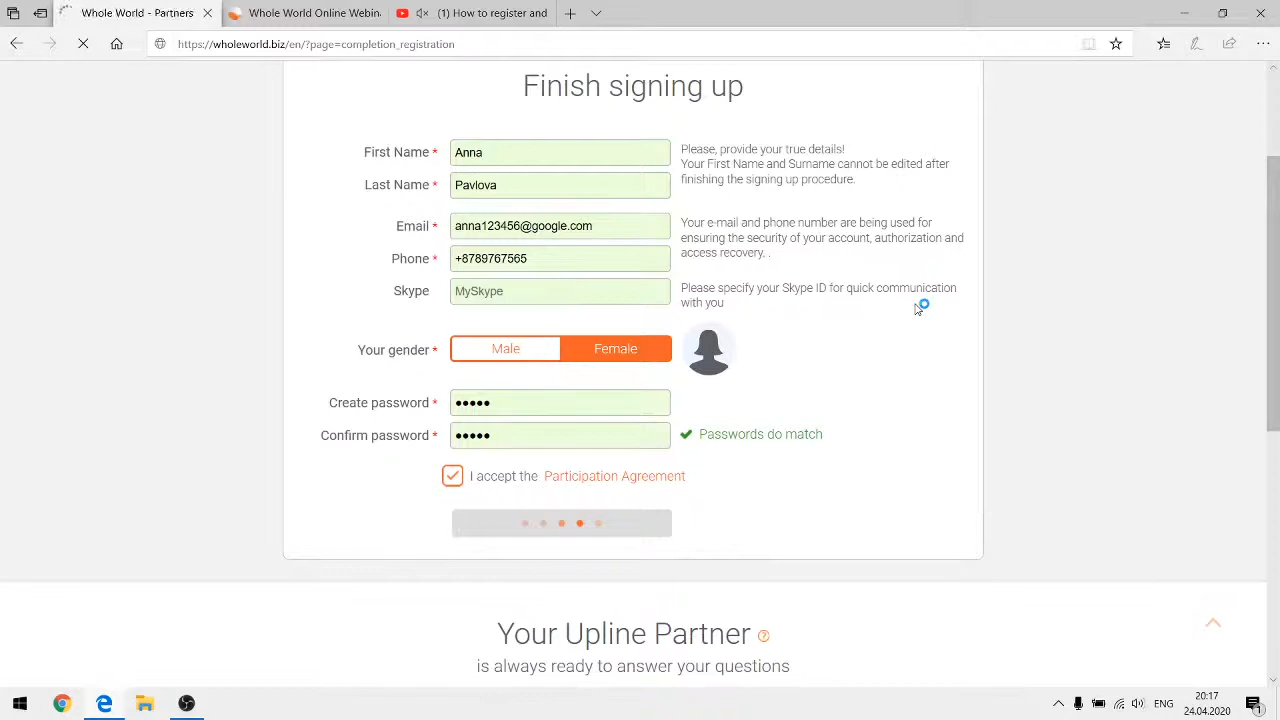 Whole World - Partners
Whole World Online Webin
(1) How to register and
https://wholeworld.biz/en/?page=completion_registration
Finish signing up
First Name *
Anna
Please, provide your true details!
Your First Name and Surname cannot be edited after
finishing the signing up procedure.
Last Name *
Pavlova
Email *
anna123456@google.com
Your e-mail and phone number are being used for
ensuring the security of your account, authorization and
access recovery. .
Phone *
+8789767565
Skype
MySkype
Please specify your Skype ID for quick communication
with you
Your gender *
Male
Female
Create password *
•••••
Confirm password *
•••••
Passwords do match
I accept the Participation Agreement
Your Upline Partner ?
is always ready to answer your questions
ENG
20:17
24.04.2020
1